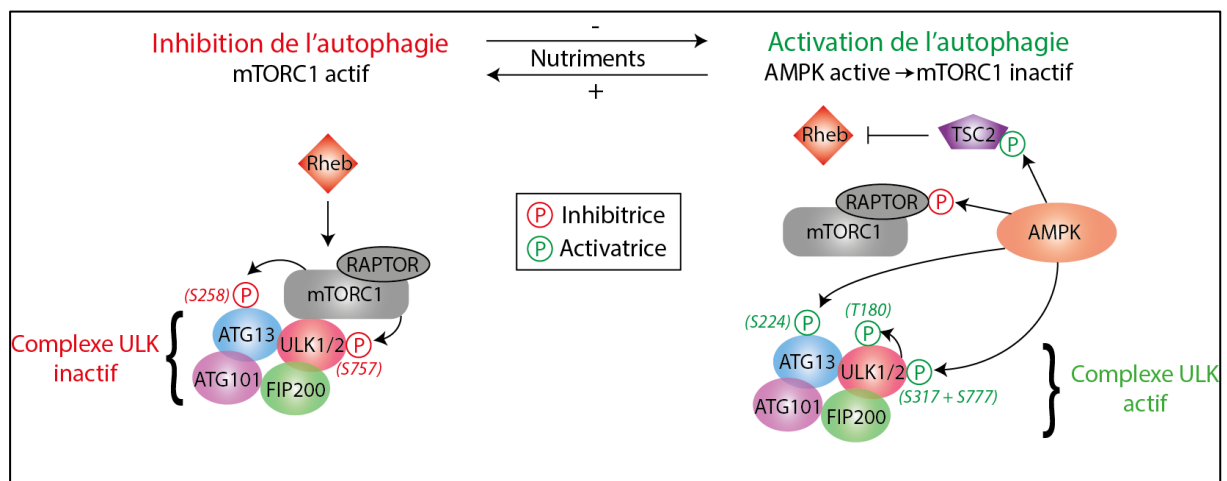 Inhibition de l'autophagie
mTORC1 actif
-
Nutriments
+
Activation de l'autophagie
AMPK active → mTORC1 inactif
Rheb
RAPTOR
mTORC1
(S258) P
ATG13
ULK1/2 P
(S757)
ATG101
FIP200
Complexe ULK
inactif
P Inhibitrice
P Activatrice
Rheb
TSC2 P
RAPTOR P
mTORC1
AMPK
(S224) P
(T180)
P
ATG13
ULK1/2 P
(S317 + S777)
ATG101
FIP200
Complexe ULK
actif